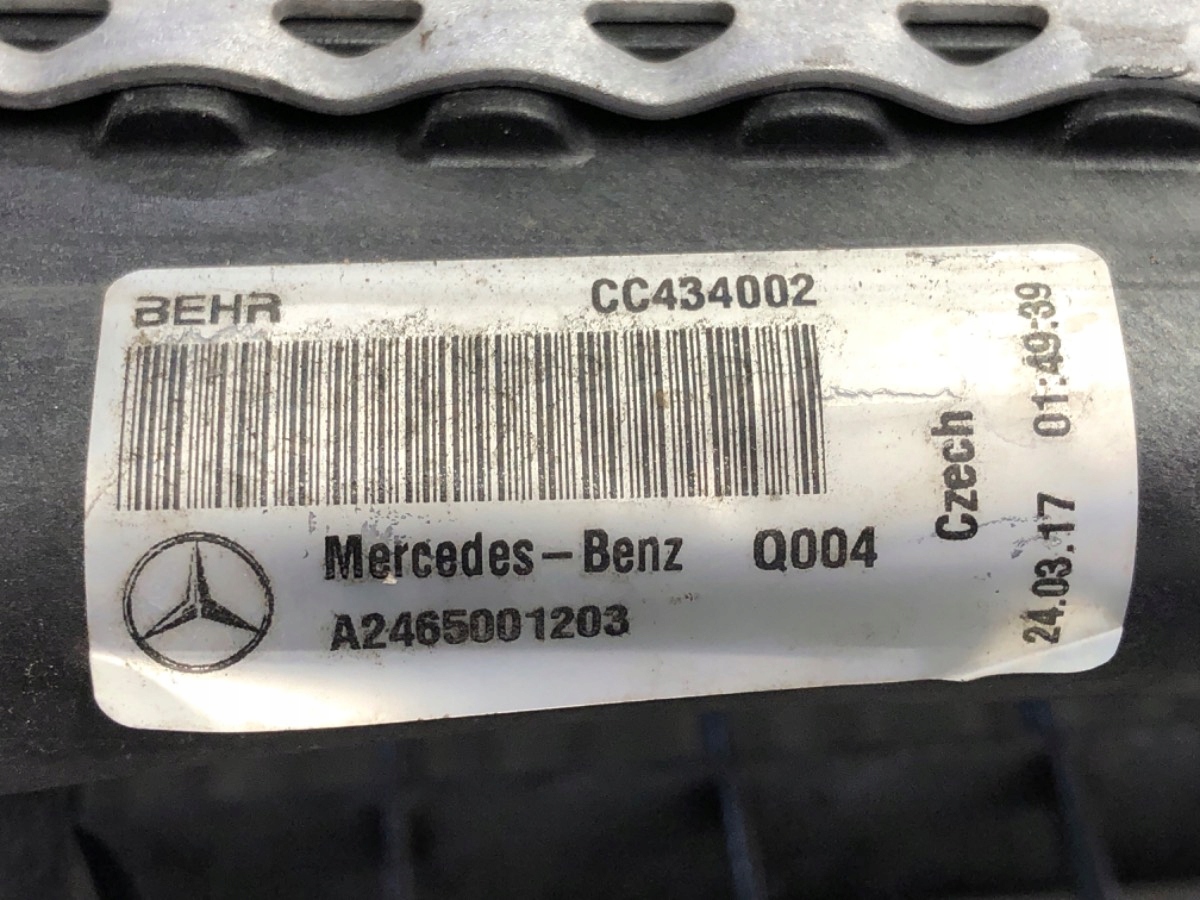 BEHR CC434002
Mercedes-Benz Q004
A2465001203
Czech
24.03.17 01:49:39